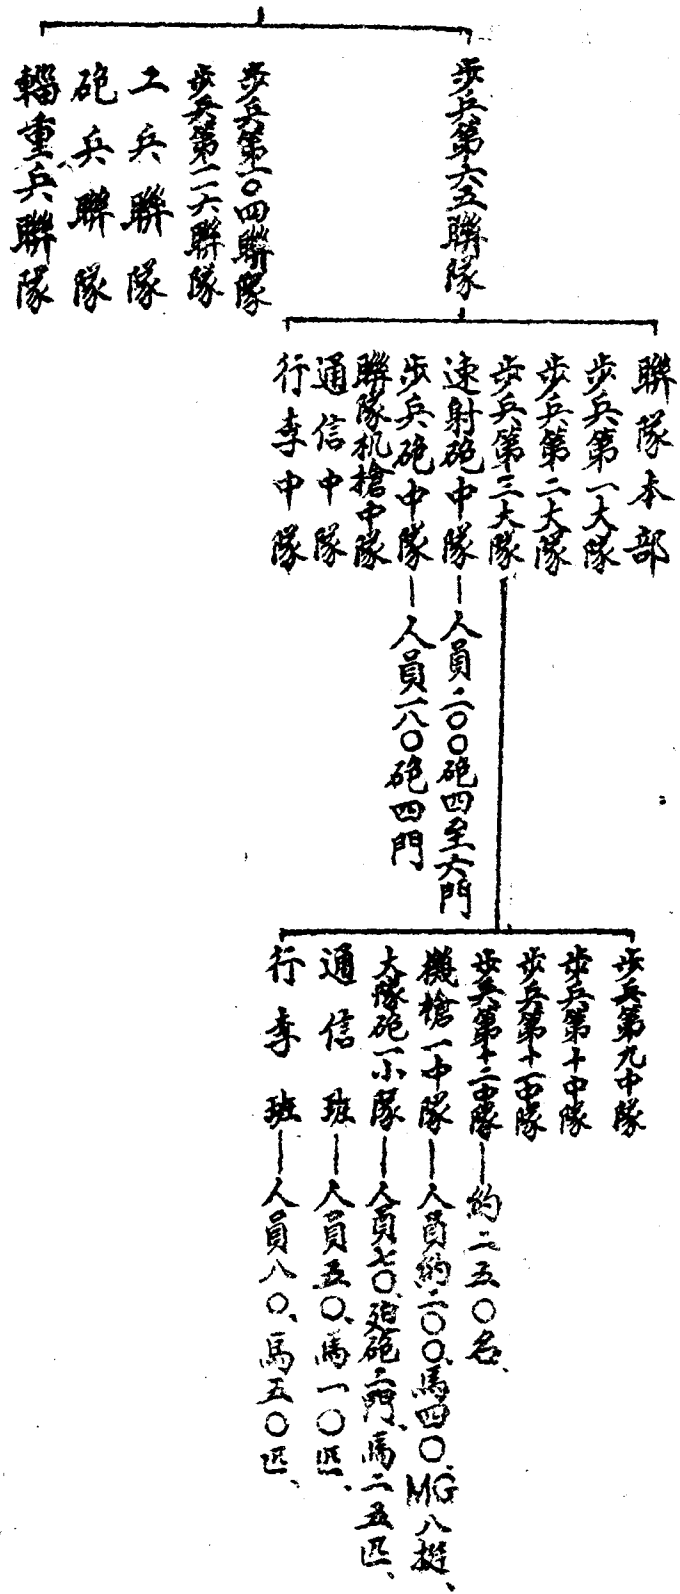 步兵第六五聯隊
步兵第一〇四聯隊
步兵第一一六聯隊
工兵聯隊
砲兵聯隊
輜重兵聯隊
聯隊本部
步兵第一大隊
步兵第二大隊
步兵第三大隊
速射砲中隊—人員二〇〇砲四至六門
步兵砲中隊—人員一八〇砲四門
聯隊机槍中隊
通信中隊
行李中隊
步兵第九中隊
步兵第十中隊
步兵第十一中隊
步兵第十二中隊—約二五〇名、
機槍一中隊—人員約二〇〇、馬四〇、MG八挺、
大隊砲一小隊—人員七〇、迫砲二門、馬二五匹、
通信班—人員五〇、馬一〇匹、
行李班—人員八〇、馬五〇匹、